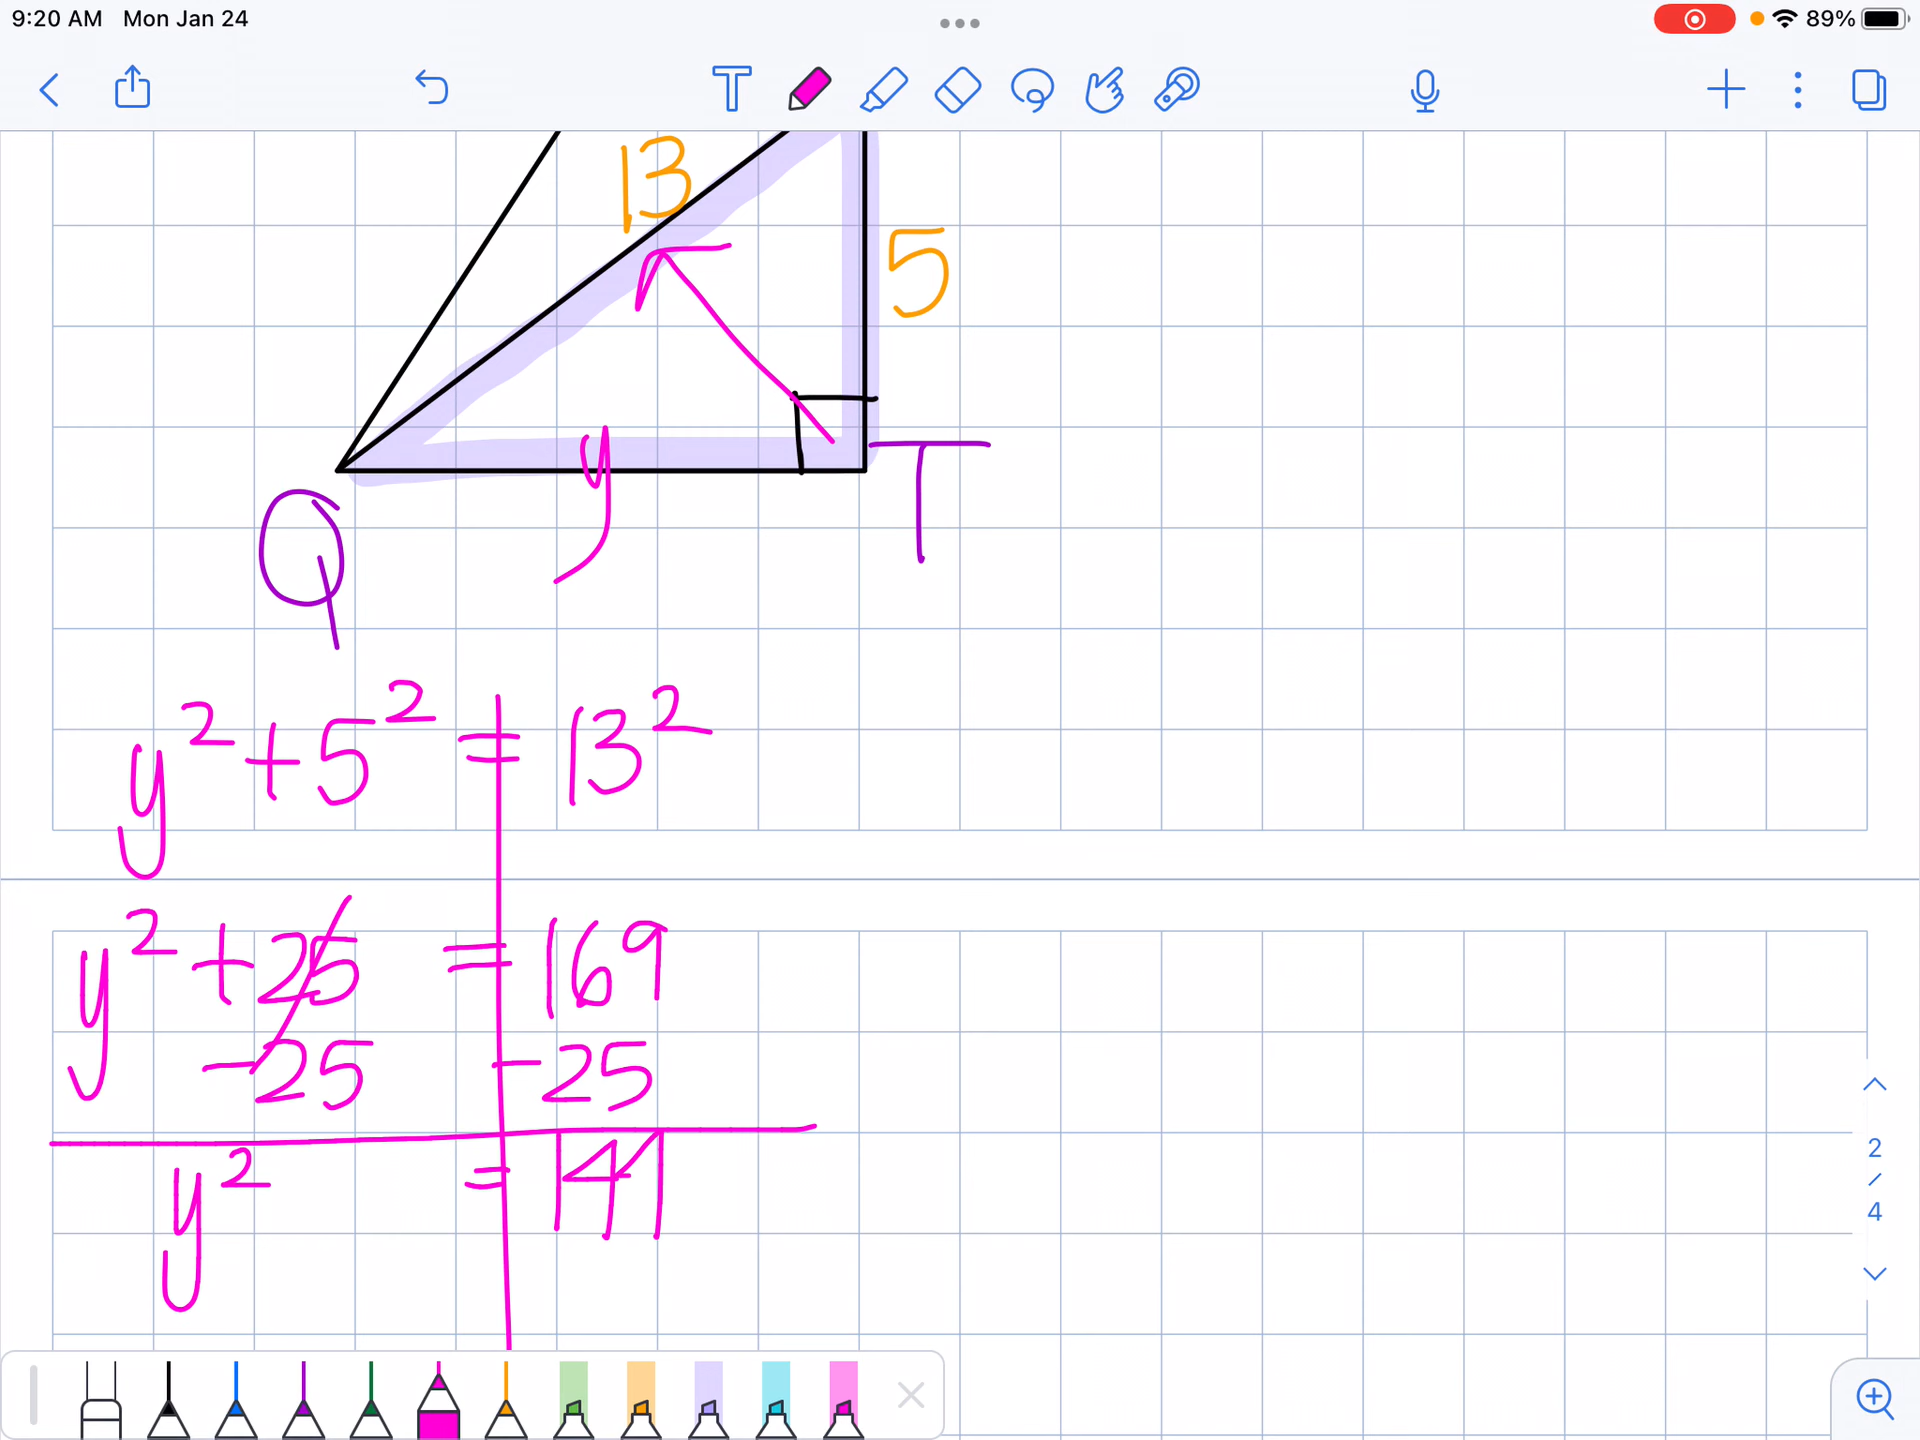 9:20 AM Mon Jan 24
89%
T
13
5
y
T
Q
y² + 5² = 13²
y² + 25 = 169
- 25 - 25
y² = 144
2
/
4